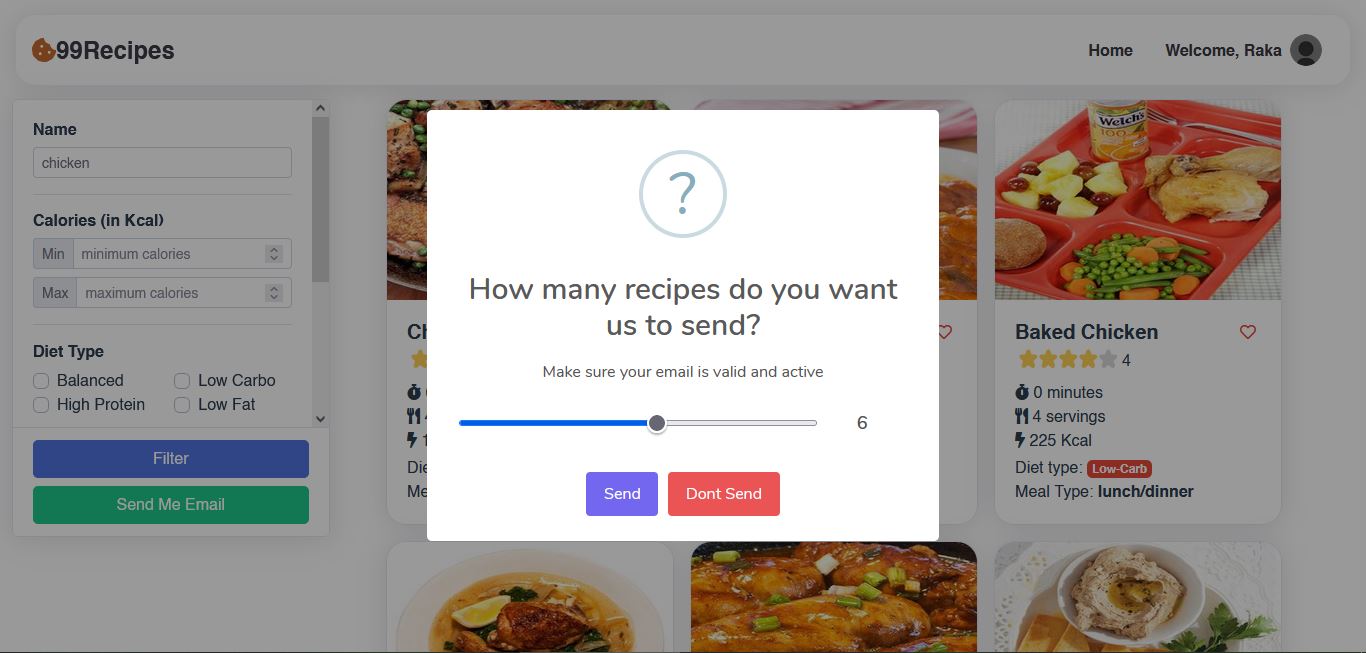 99Recipes
Home
Welcome, Raka
Name
chicken
Calories (in Kcal)
Min minimum calories
Max maximum calories
Diet Type
Balanced
Low Carbo
High Protein
Low Fat
Filter
Send Me Email
?
How many recipes do you want
us to send?
Make sure your email is valid and active
6
Send
Dont Send
Welch's
100
Baked Chicken
4
0 minutes
4 servings
225 Kcal
Diet type: Low-Carb
Meal Type: lunch/dinner